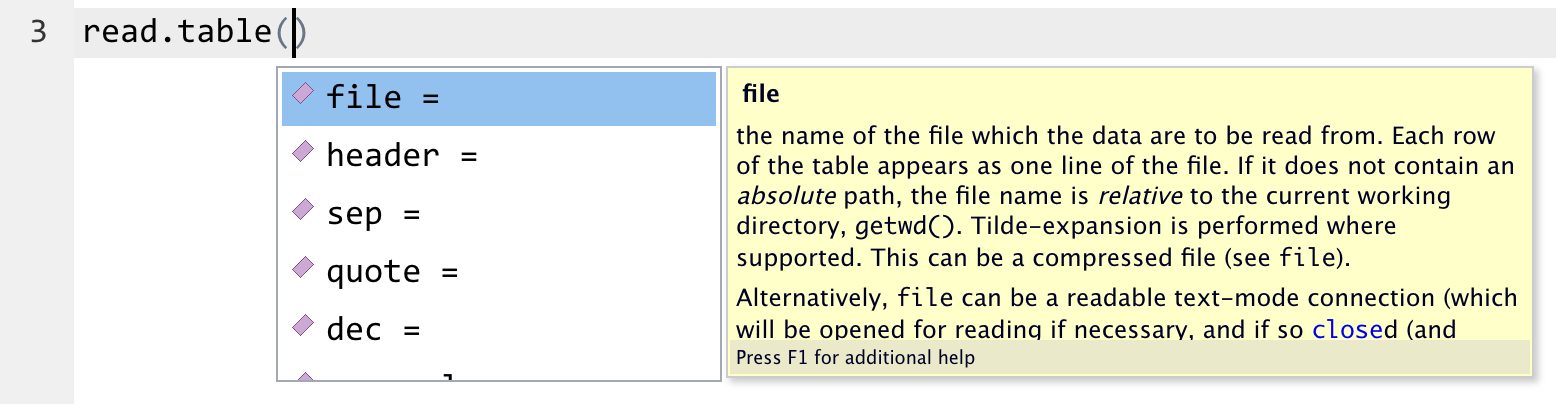 3 read.table()
file =
header =
sep =
quote =
dec =
file
the name of the file which the data are to be read from. Each row
of the table appears as one line of the file. If it does not contain an
absolute path, the file name is relative to the current working
directory, getwd(). Tilde-expansion is performed where
supported. This can be a compressed file (see file).
Alternatively, file can be a readable text-mode connection (which
will be opened for reading if necessary, and if so closed (and
Press F1 for additional help